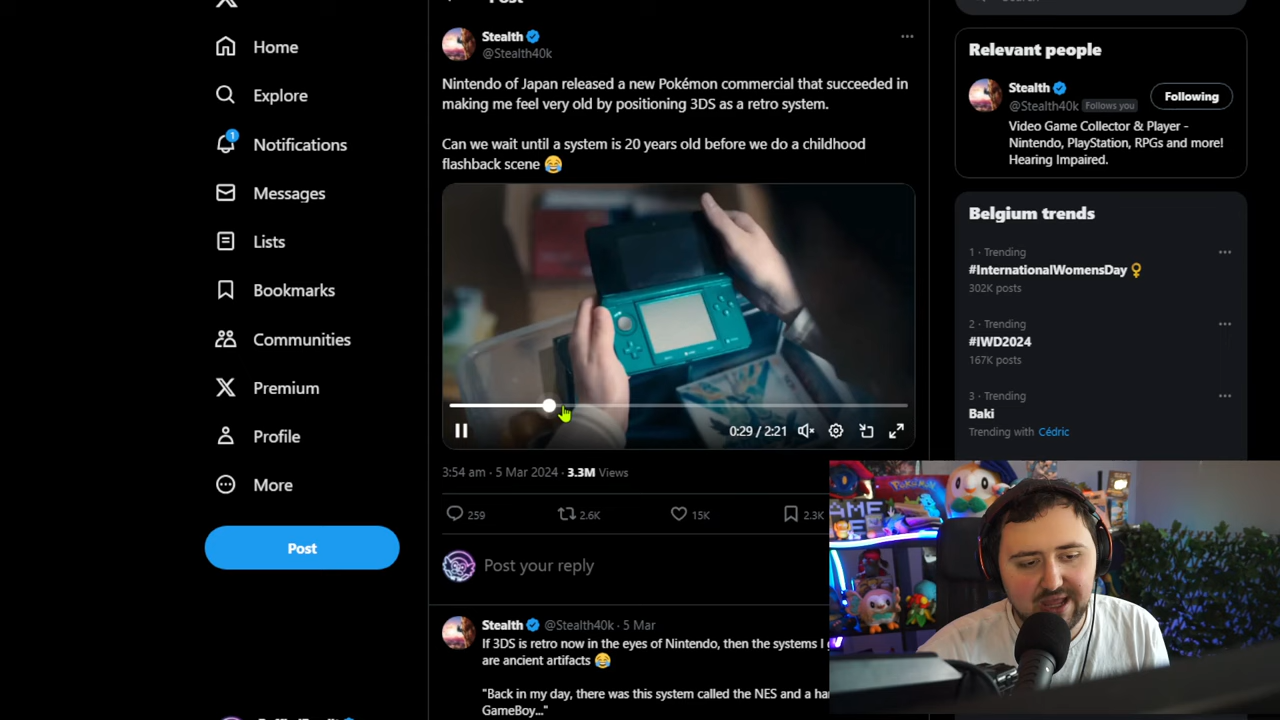 Post
Home
Explore
1
Notifications
Messages
Lists
Bookmarks
Communities
Premium
Profile
More
Post
Stealth
@Stealth40k
Nintendo of Japan released a new Pokémon commercial that succeeded in
making me feel very old by positioning 3DS as a retro system.
Can we wait until a system is 20 years old before we do a childhood
flashback scene 😂
0:29 / 2:21
3:54 am · 5 Mar 2024 · 3.3M Views
259
2.6K
15K
2.3K
Post your reply
Stealth @Stealth40k · 5 Mar
If 3DS is retro now in the eyes of Nintendo, then the systems I
are ancient artifacts 😂
"Back in my day, there was this system called the NES and a
GameBoy..."
Relevant people
Stealth
@Stealth40k Follows you
Following
Video Game Collector & Player -
Nintendo, PlayStation, RPGs and more!
Hearing Impaired.
Belgium trends
1 · Trending
#InternationalWomensDay
302K posts
2 · Trending
#IWD2024
167K posts
3 · Trending
Baki
Trending with Cédric